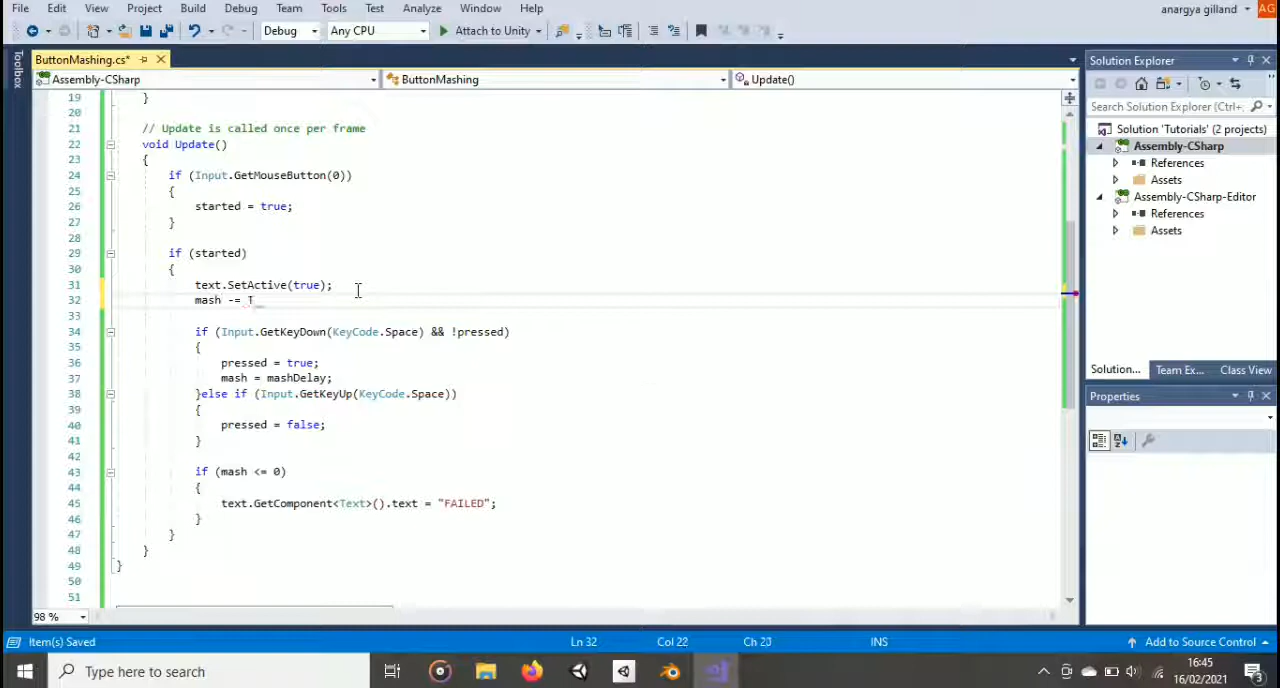 File Edit View Project Build Debug Team Tools Test Analyze Window Help anargya gilland AG
Debug Any CPU Attach to Unity
Toolbox
ButtonMashing.cs*
Assembly-CSharp ButtonMashing Update()
19 }
20
21 // Update is called once per frame
22 void Update()
23 {
24 if (Input.GetMouseButton(0))
25 {
26 started = true;
27 }
28
29 if (started)
30 {
31 text.SetActive(true);
32 mash -= T
33
34 if (Input.GetKeyDown(KeyCode.Space) && !pressed)
35 {
36 pressed = true;
37 mash = mashDelay;
38 }else if (Input.GetKeyUp(KeyCode.Space))
39 {
40 pressed = false;
41 }
42
43 if (mash <= 0)
44 {
45 text.GetComponent<Text>().text = "FAILED";
46 }
47 }
48 }
49 }
50
51
98 %
Solution Explorer
Search Solution Explorer (Ctrl+;
Solution 'Tutorials' (2 projects)
Assembly-CSharp
References
Assets
Assembly-CSharp-Editor
References
Assets
Solution... Team Ex... Class View
Properties
Item(s) Saved Ln 32 Col 22 Ch 20 INS Add to Source Control
Type here to search
16:45
16/02/2021
3